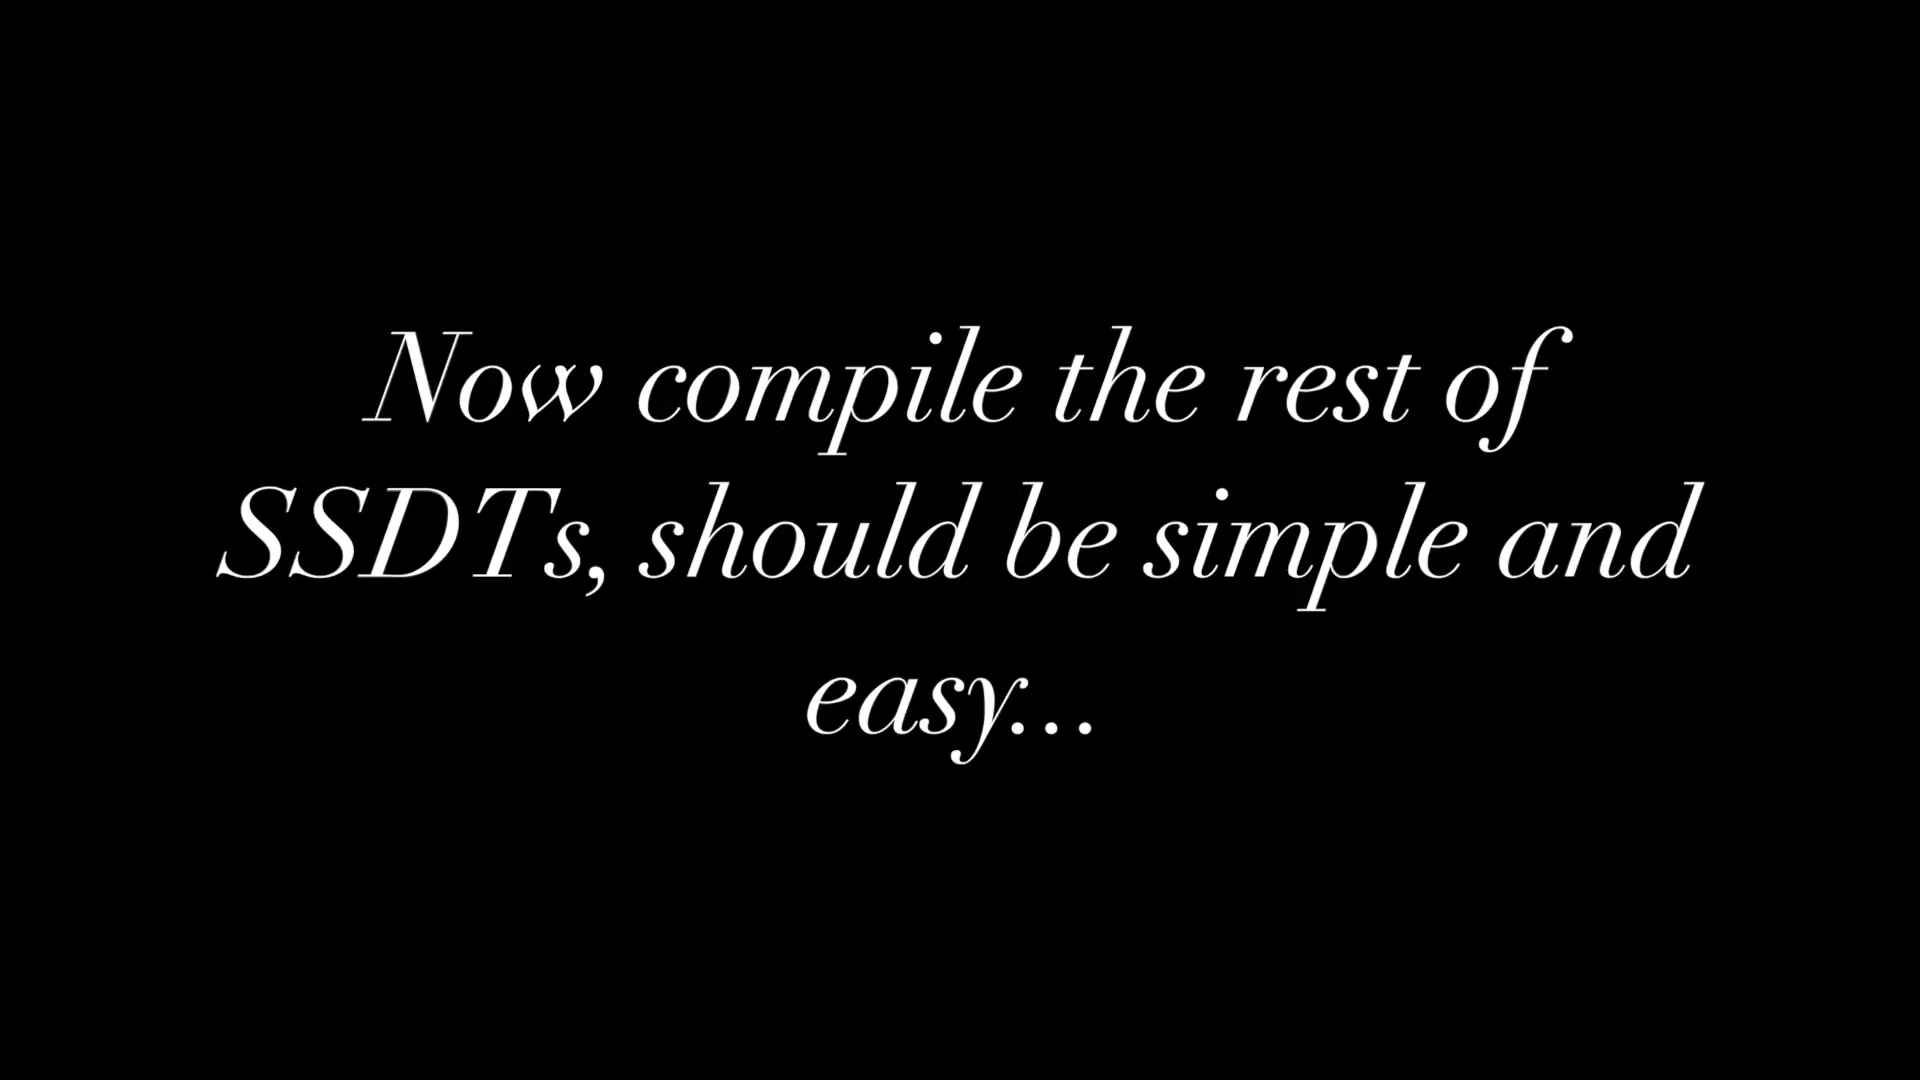 Now compile the rest of
SSDTs, should be simple and
easy...